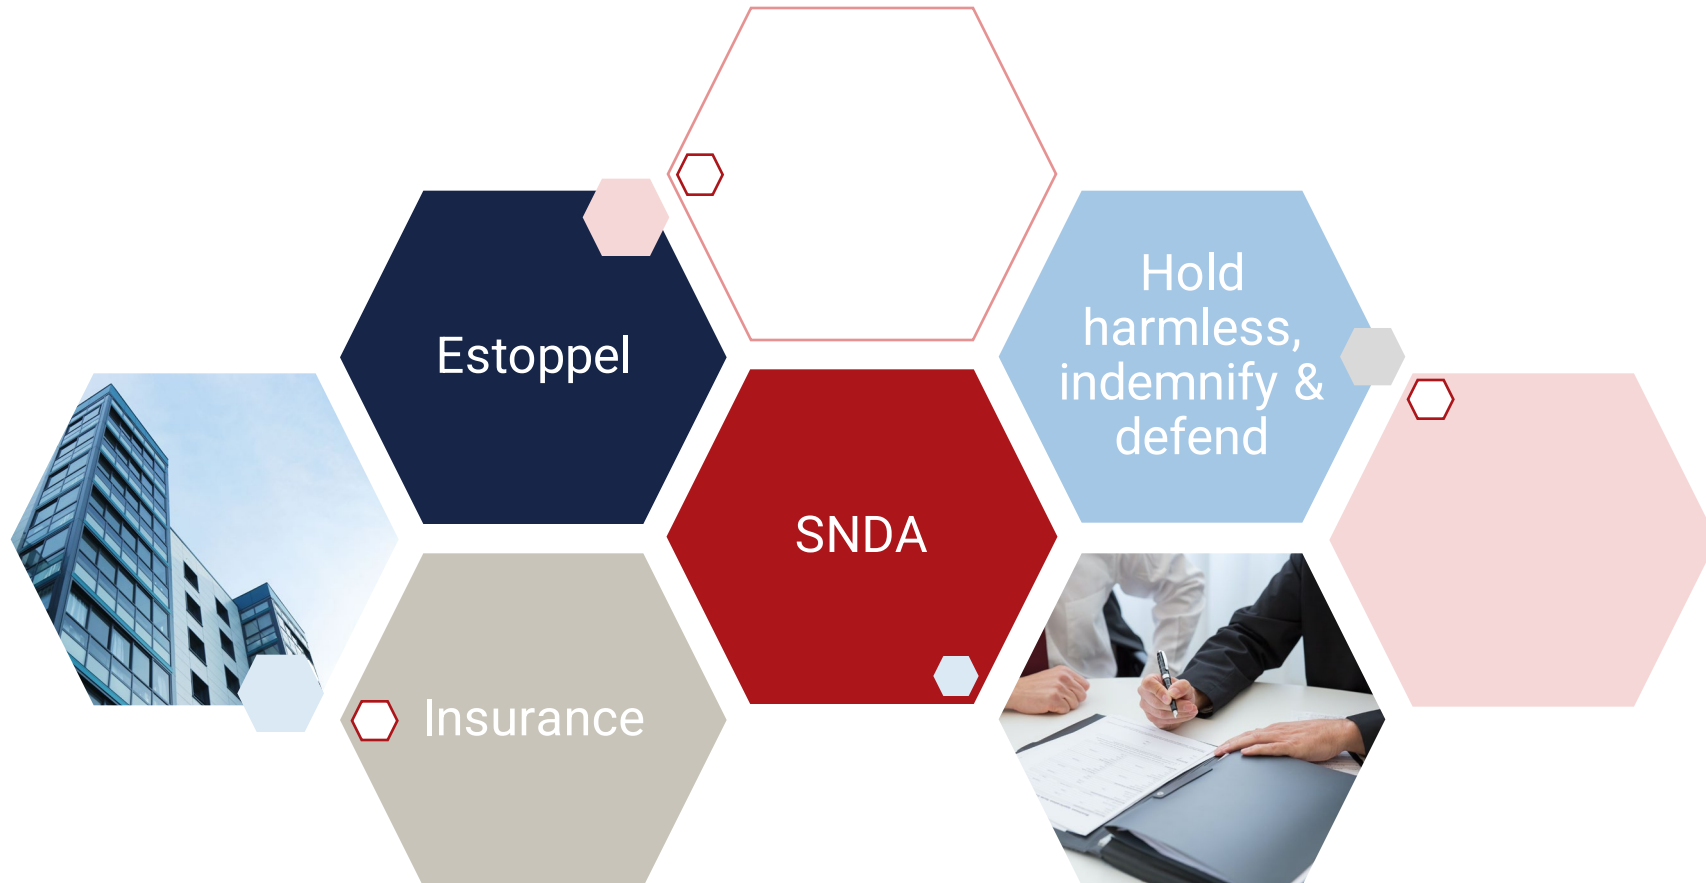 Estoppel
Hold
harmless,
indemnify &
defend
SNDA
Insurance